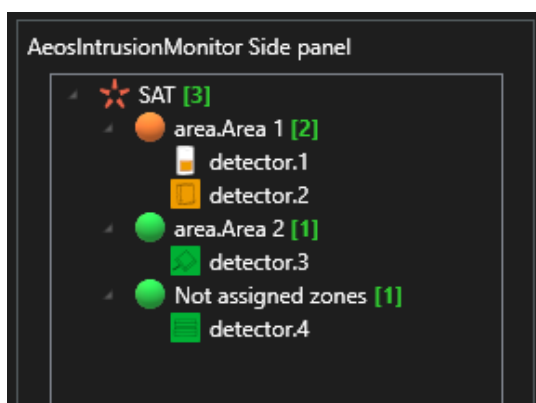 AeosIntrusionMonitor Side panel
SAT [3]
area.Area 1 [2]
detector.1
detector.2
area.Area 2 [1]
detector.3
Not assigned zones [1]
detector.4